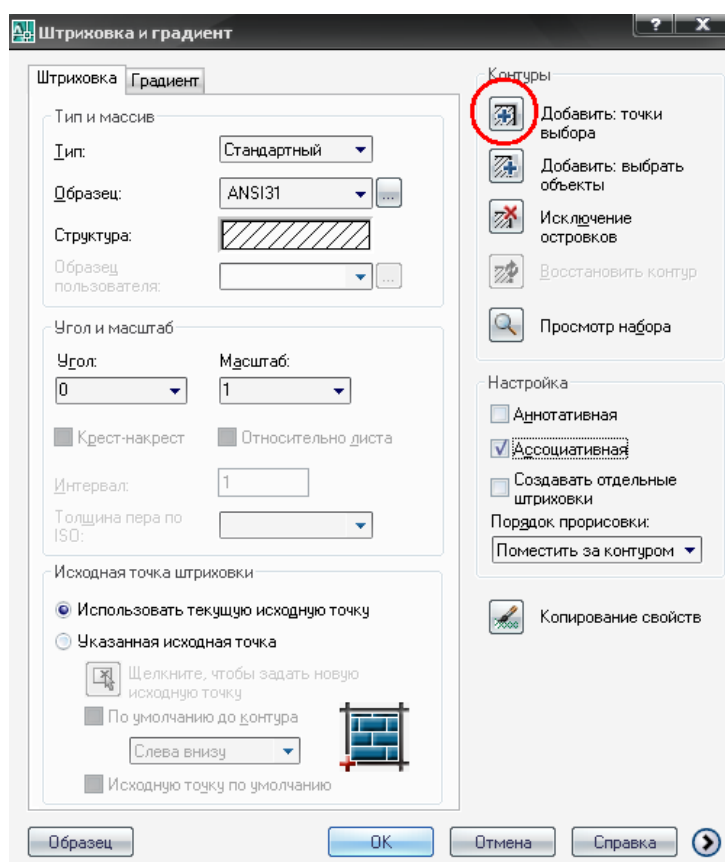 Штриховка и градиент
Штриховка Градиент
Тип и массив
Тип:
Стандартный
Образец:
ANSI31
...
Структура:
Образец
пользователя:
...
Угол и масштаб
Угол:
Масштаб:
0
1
Крест-накрест
Относительно листа
Интервал:
1
Толщина пера по
ISO:
Исходная точка штриховки
Использовать текущую исходную точку
Указанная исходная точка
Щелкните, чтобы задать новую
исходную точку
По умолчанию до контура
Слева внизу
Исходную точку по умолчанию
Контуры
Добавить: точки
выбора
Добавить: выбрать
объекты
Исключение
островков
Восстановить контур
Просмотр набора
Настройка
Аннотативная
Ассоциативная
Создавать отдельные
штриховки
Порядок прорисовки:
Поместить за контуром
Копирование свойств
Образец
OK
Отмена
Справка